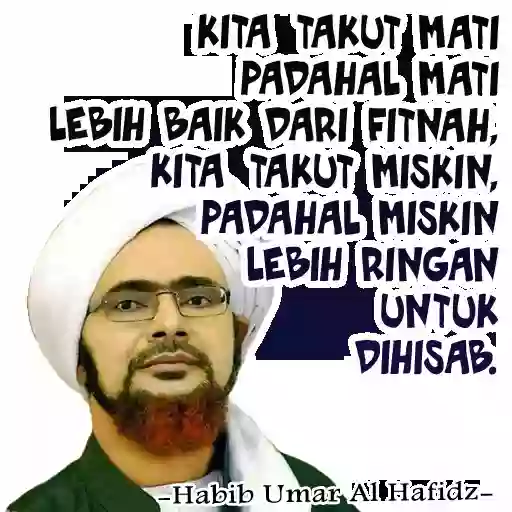 KITA TAKUT MATI
PADAHAL MATI
LEBIH BAIK DARI FITNAH,
KITA TAKUT MISKIN,
PADAHAL MISKIN
LEBIH RINGAN
UNTUK
DIHISAB.
-Habib Umar Al Hafidz-